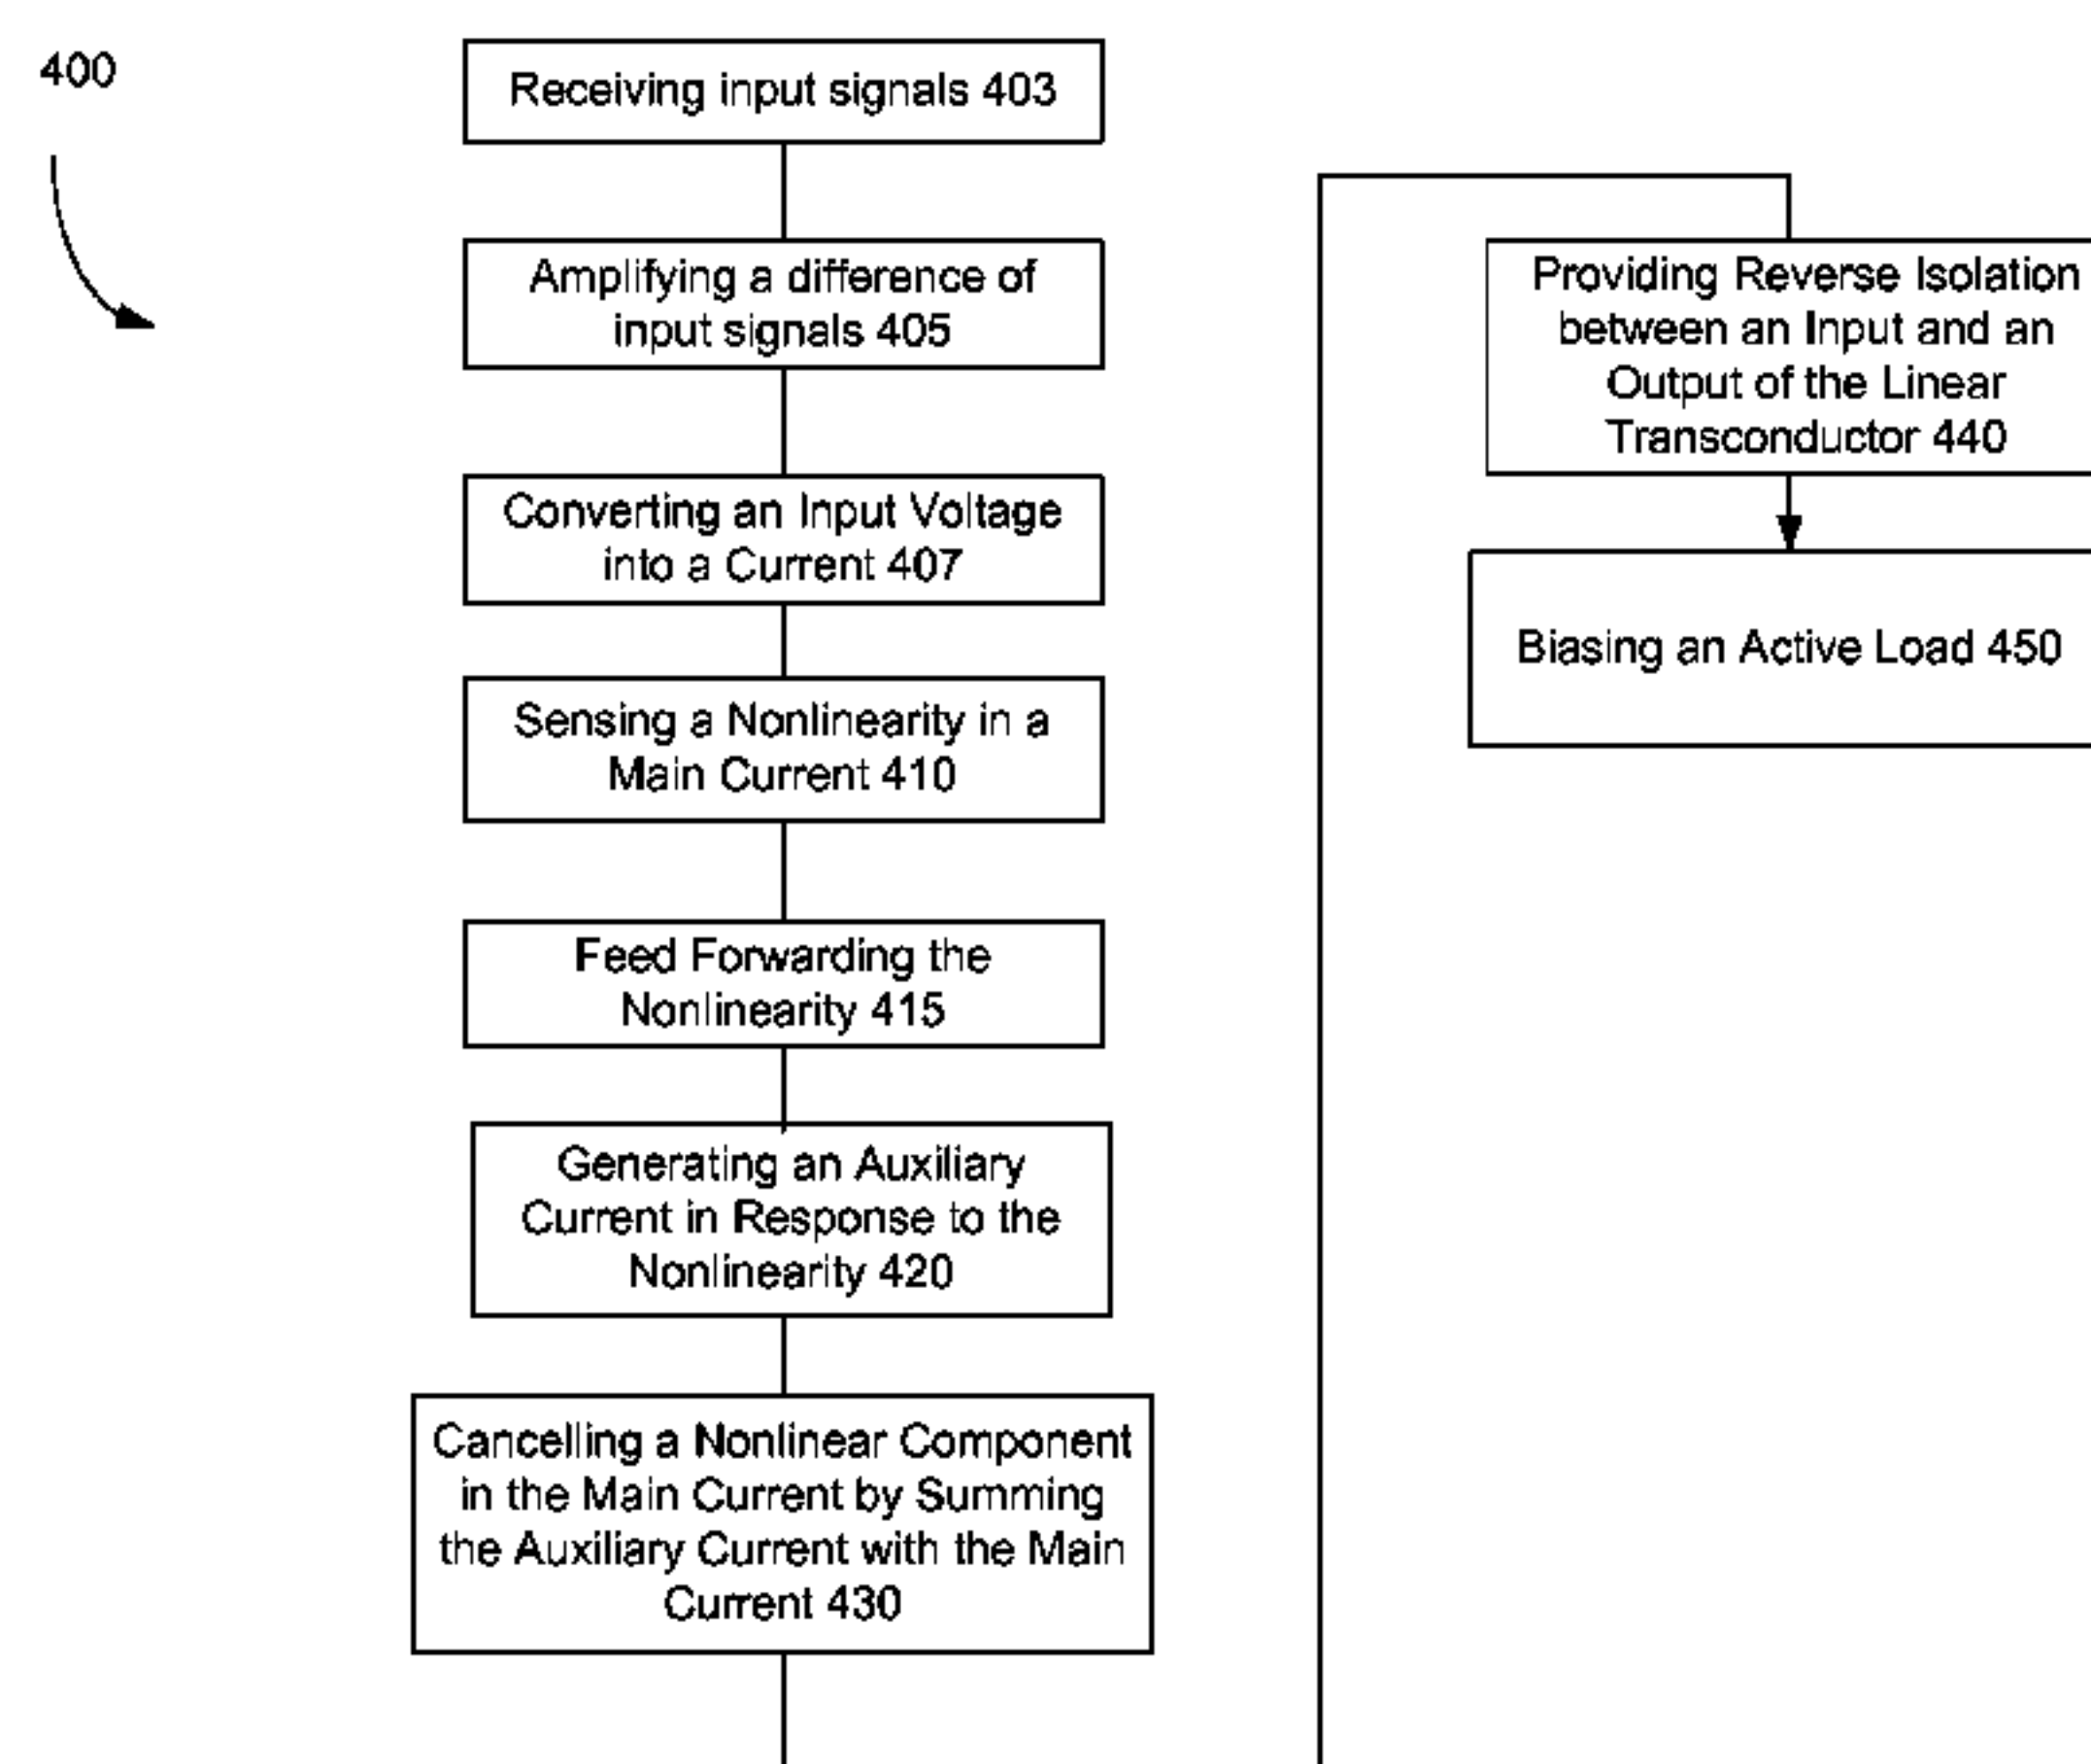 400
Receiving input signals 403
Amplifying a difference of
input signals 405
Converting an Input Voltage
into a Current 407
Sensing a Nonlinearity in a
Main Current 410
Feed Forwarding the
Nonlinearity 415
Generating an Auxiliary
Current in Response to the
Nonlinearity 420
Cancelling a Nonlinear Component
in the Main Current by Summing
the Auxiliary Current with the Main
Current 430
Providing Reverse Isolation
between an Input and an
Output of the Linear
Transconductor 440
Biasing an Active Load 450